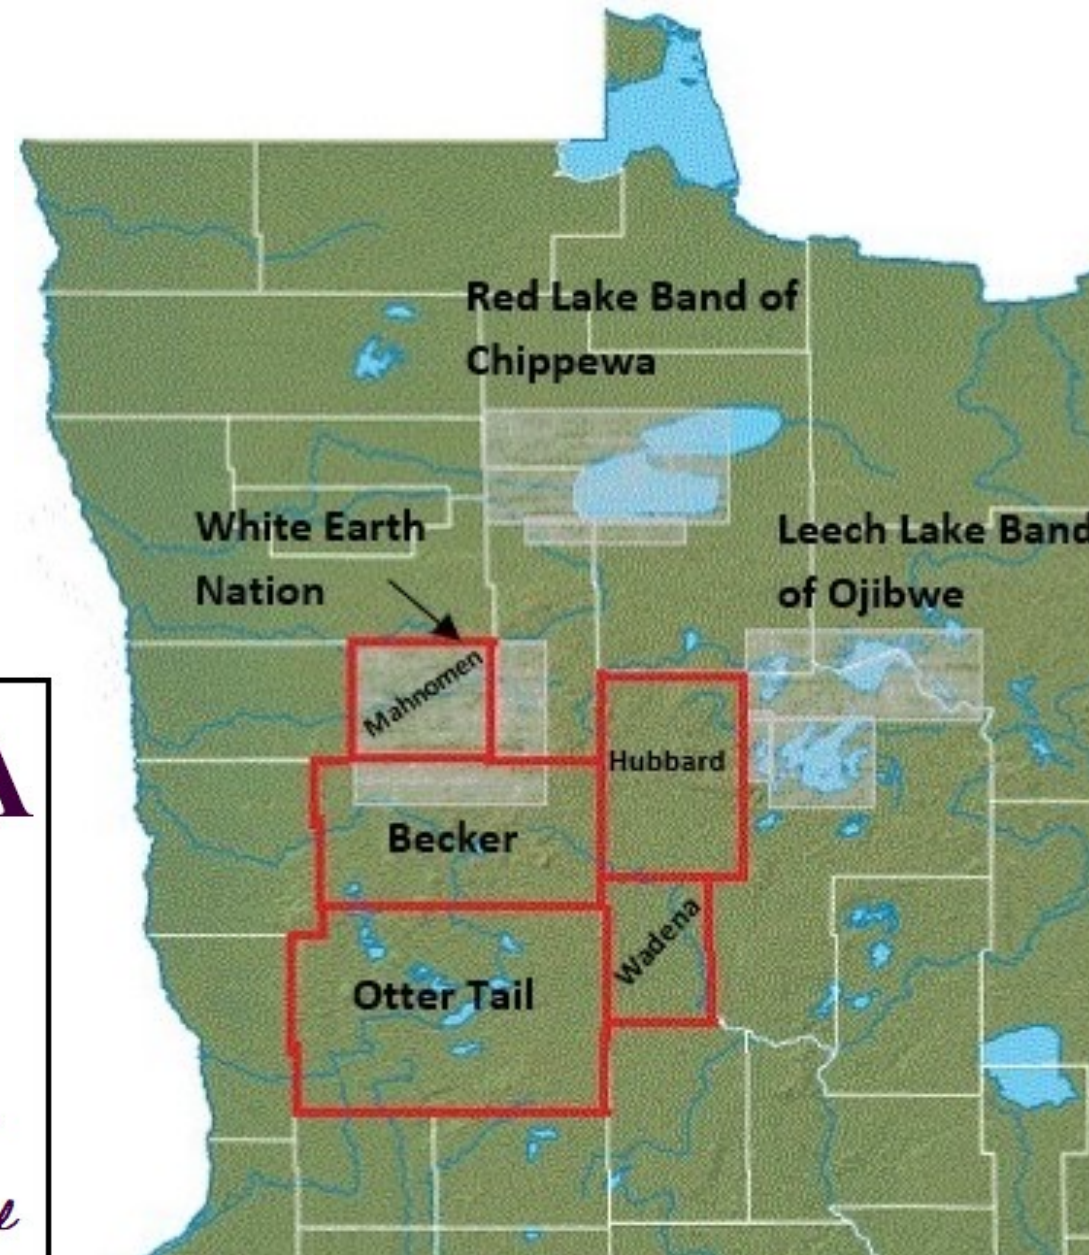 Red Lake Band of
Chippewa
White Earth
Nation
Leech Lake Band
of Ojibwe
Mahnomen
Hubbard
A
Becker
Wadena
Otter Tail